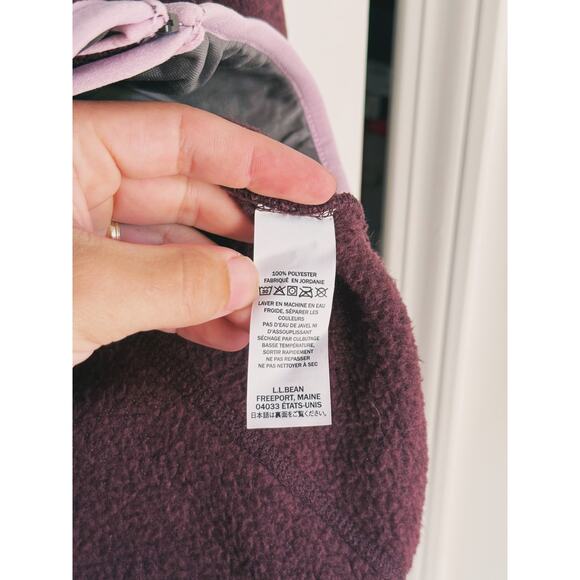 100% POLYESTER
FABRIQUÉ EN JORDANIE
LAVER EN MACHINE EN EAU
FROIDE, SÉPARER LES
COULEURS
PAS D'EAU DE JAVEL NI
D'ASSOUPLISSANT
SÉCHAGE PAR CULBUTAGE
BASSE TEMPÉRATURE,
SORTIR RAPIDEMENT
NE PAS REPASSER
NE PAS NETTOYER À SEC
L.L.BEAN
FREEPORT, MAINE
04033 ÉTATS-UNIS
日本語は裏面をご覧ください